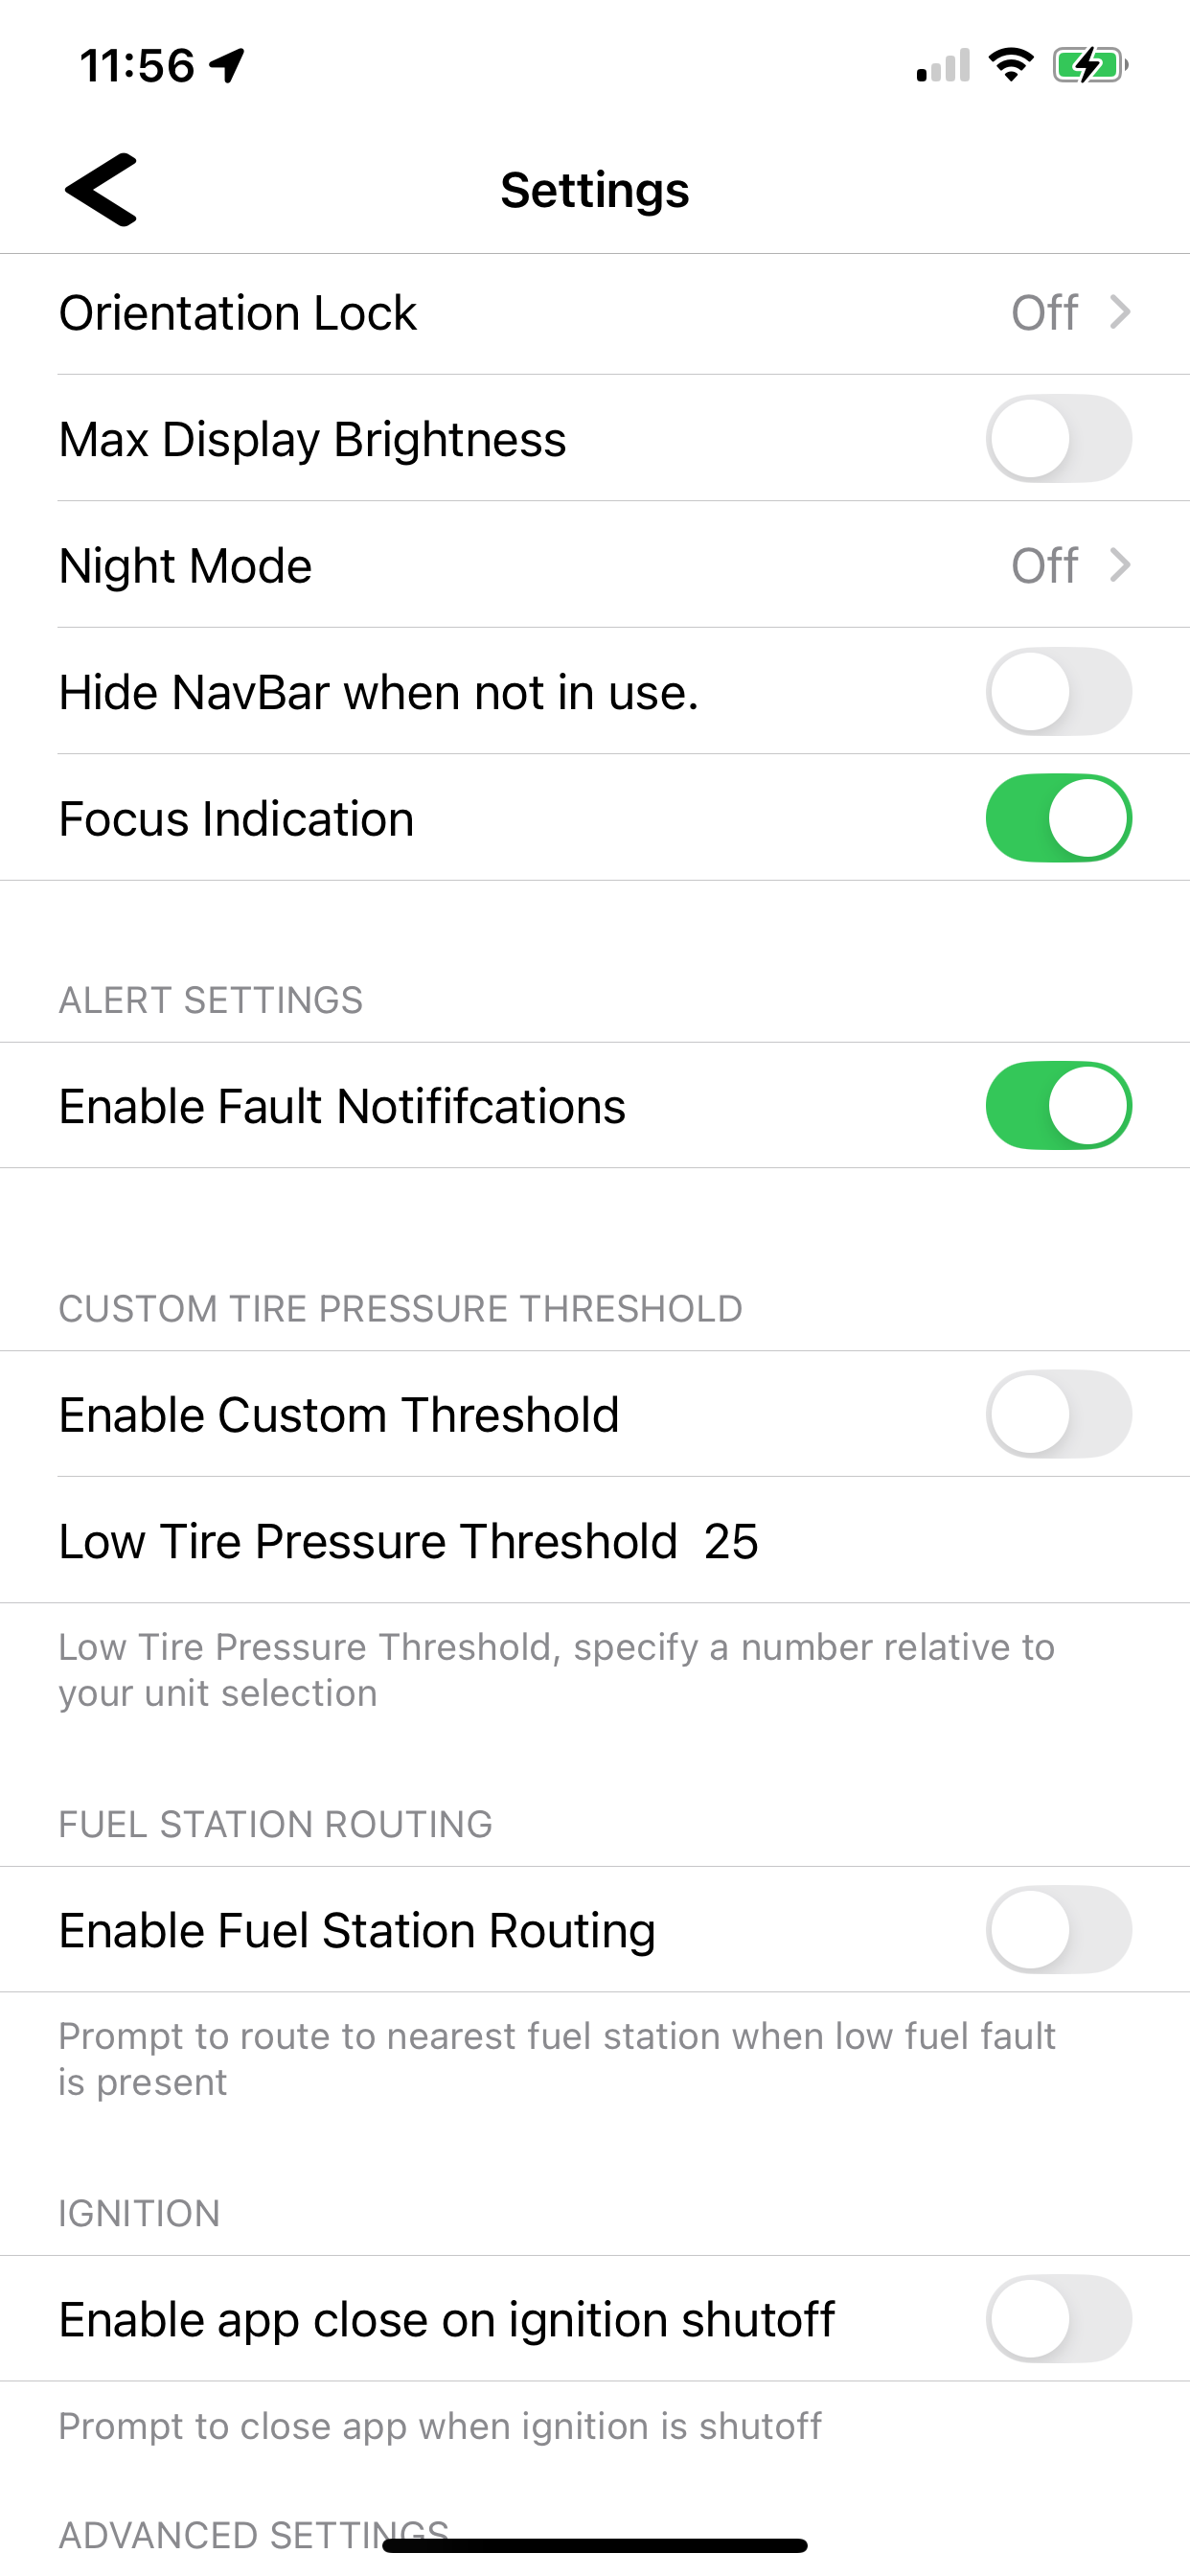 11:56
Settings
Orientation Lock Off
Max Display Brightness
Night Mode Off
Hide NavBar when not in use.
Focus Indication
ALERT SETTINGS
Enable Fault Notififcations
CUSTOM TIRE PRESSURE THRESHOLD
Enable Custom Threshold
Low Tire Pressure Threshold 25
Low Tire Pressure Threshold, specify a number relative to
your unit selection
FUEL STATION ROUTING
Enable Fuel Station Routing
Prompt to route to nearest fuel station when low fuel fault
is present
IGNITION
Enable app close on ignition shutoff
Prompt to close app when ignition is shutoff
ADVANCED SETTINGS